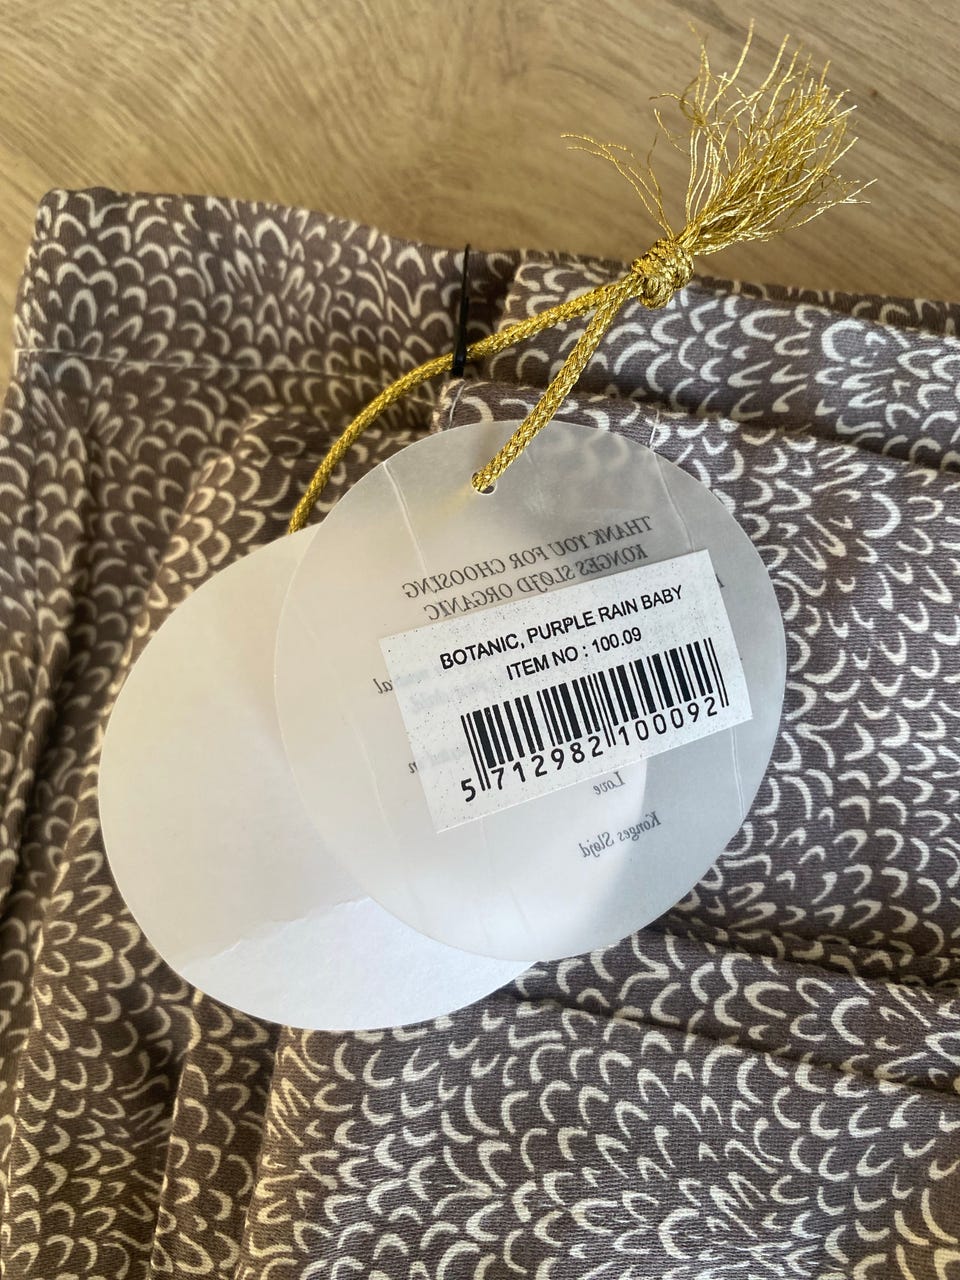 THANK YOU FOR CHOOSING
KONGES SLØJD ORGANIC
BOTANIC, PURPLE RAIN BABY
ITEM NO : 100.09
5 712982 100092
Love
Konges Sløjd